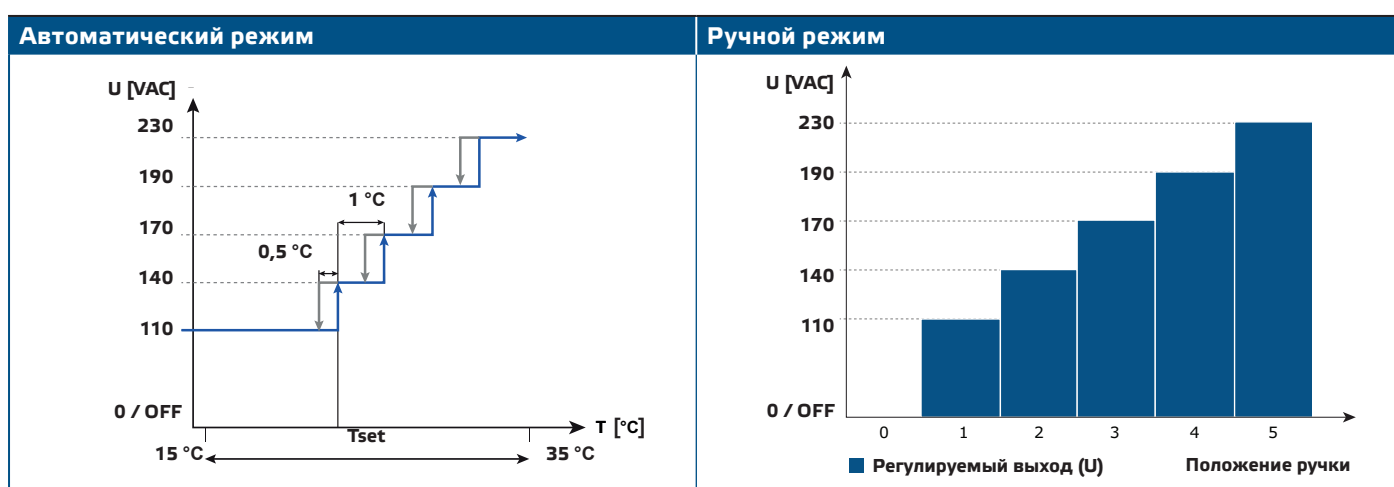 Автоматический режим
Ручной режим
U [VAC]
230
190
170
140
110
0 / OFF
1 °C
0,5 °C
Tset
T [°C]
15 °C
35 °C
U [VAC]
230
190
170
140
110
0 / OFF
0 1 2 3 4 5
Регулируемый выход (U)
Положение ручки